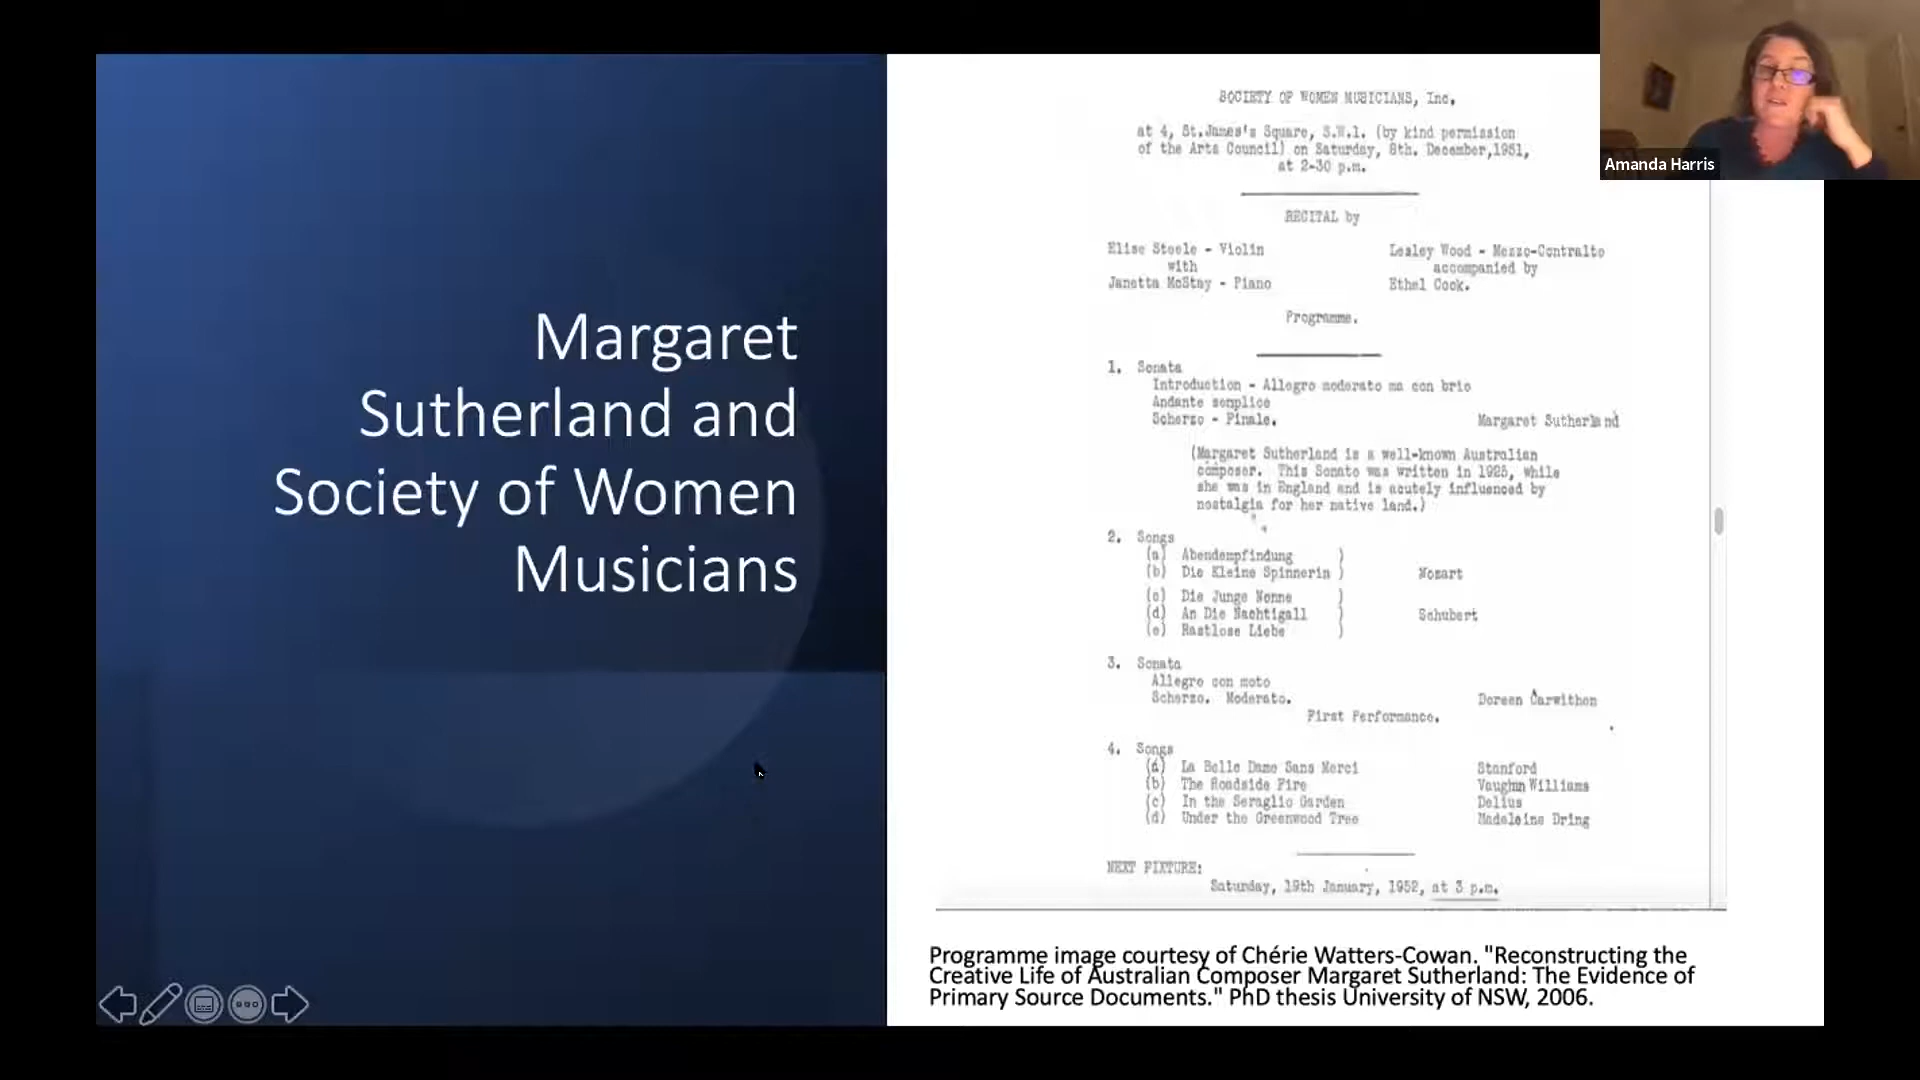 Margaret
Sutherland and
Society of Women
Musicians
SOCIETY OF WOMEN MUSICIANS, Inc.
at 4, St.James's Square, S.W.1. (by kind permission
of the Arts Council) on Saturday, 8th. December,1951,
at 2-30 p.m.
RECITAL by
Elise Steele - Violin
with
Janetta McStay - Piano
Lesley Wood - Mezzo-Contralto
accompanied by
Ethel Cook.
Programme.
1. Sonata
Introduction - Allegro moderato ma con brio
Andante semplice
Scherzo - Finale.
Margaret Sutherland
(Margaret Sutherland is a well-known Australian
composer. This Sonata was written in 1925, while
she was in England and is acutely influenced by
nostalgia for her native land.)
2. Songs
(a) Abendempfindung )
(b) Die Kleine Spinnerin ) Mozart
(c) Die Junge Nonne )
(d) An Die Nachtigall ) Schubert
(e) Rastlose Liebe )
3. Sonata
Allegro con moto
Scherzo. Moderato. Doreen Carwithen
First Performance.
4. Songs
(a) La Belle Dame Sans Merci Stanford
(b) The Roadside Fire Vaughan Williams
(c) In the Seraglio Garden Delius
(d) Under the Greenwood Tree Madeleine Dring
NEXT FIXTURE:
Saturday, 19th January, 1952, at 3 p.m.
Programme image courtesy of Chérie Watters-Cowan. "Reconstructing the
Creative Life of Australian Composer Margaret Sutherland: The Evidence of
Primary Source Documents." PhD thesis University of NSW, 2006.
Amanda Harris